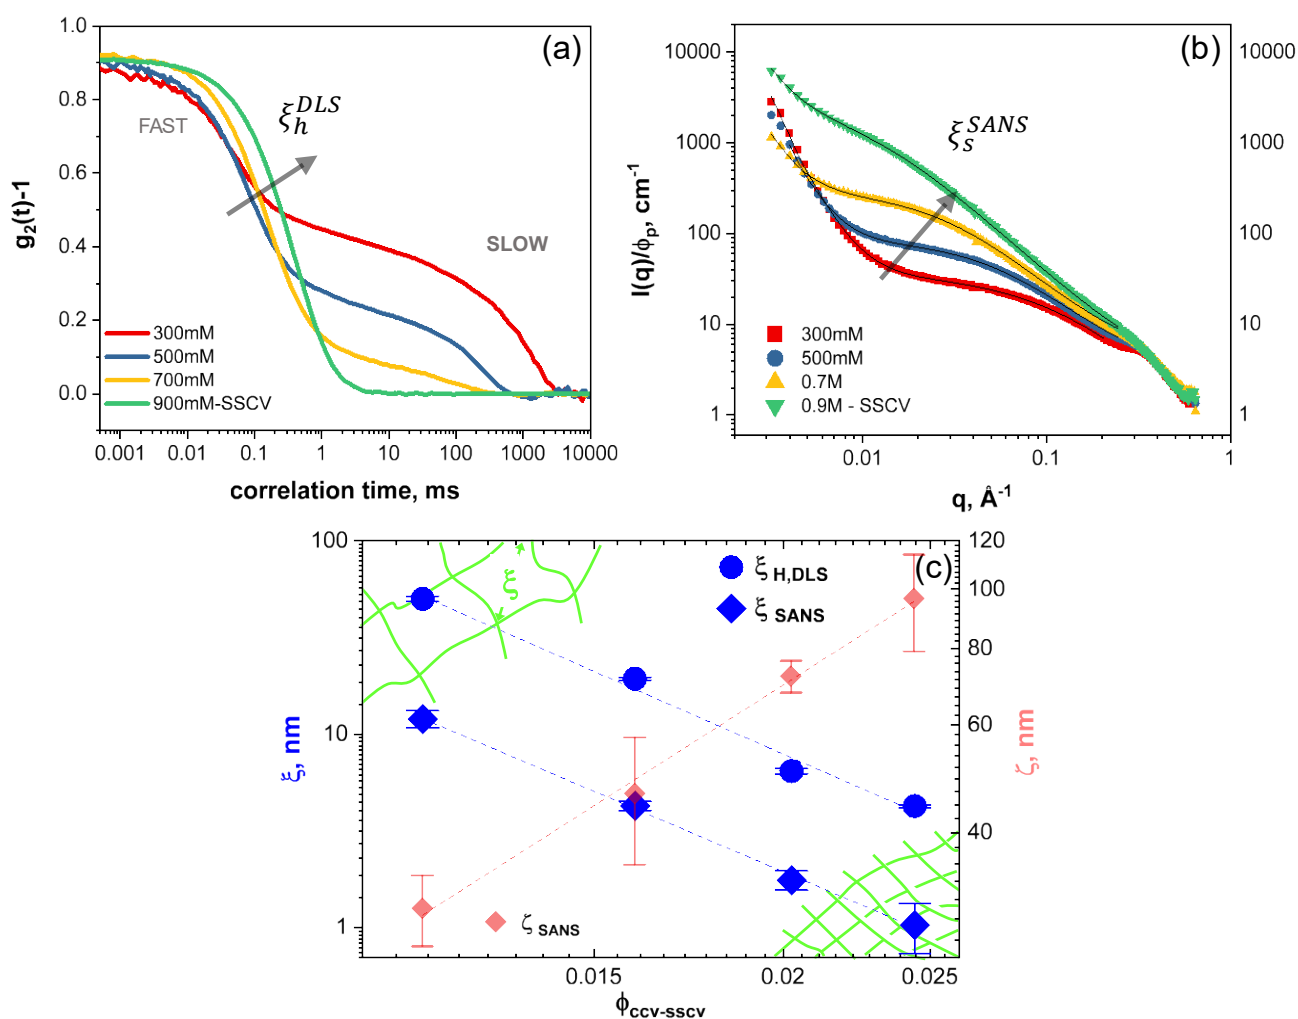 (a)
g₂(t)-1
1.0
0.8
0.6
0.4
0.2
0.0
FAST
ξₕᴰᴸˢ
SLOW
300mM
500mM
700mM
900mM-SSCV
0.001 0.01 0.1 1 10 100 1000 10000
correlation time, ms
(b)
I(q)/ϕₚ, cm⁻¹
10000 10000
1000 1000
100 100
10 10
1 1
ξₛˢᴬᴺˢ
300mM
500mM
0.7M
0.9M - SSCV
0.01 0.1 1
q, Å⁻¹
(c)
ξ, nm
100
10
1
ξ
ξ H,DLS
ξ SANS
ζ SANS
120
100
80
60
40
ζ, nm
0.015 0.02 0.025
ϕccv-sscv